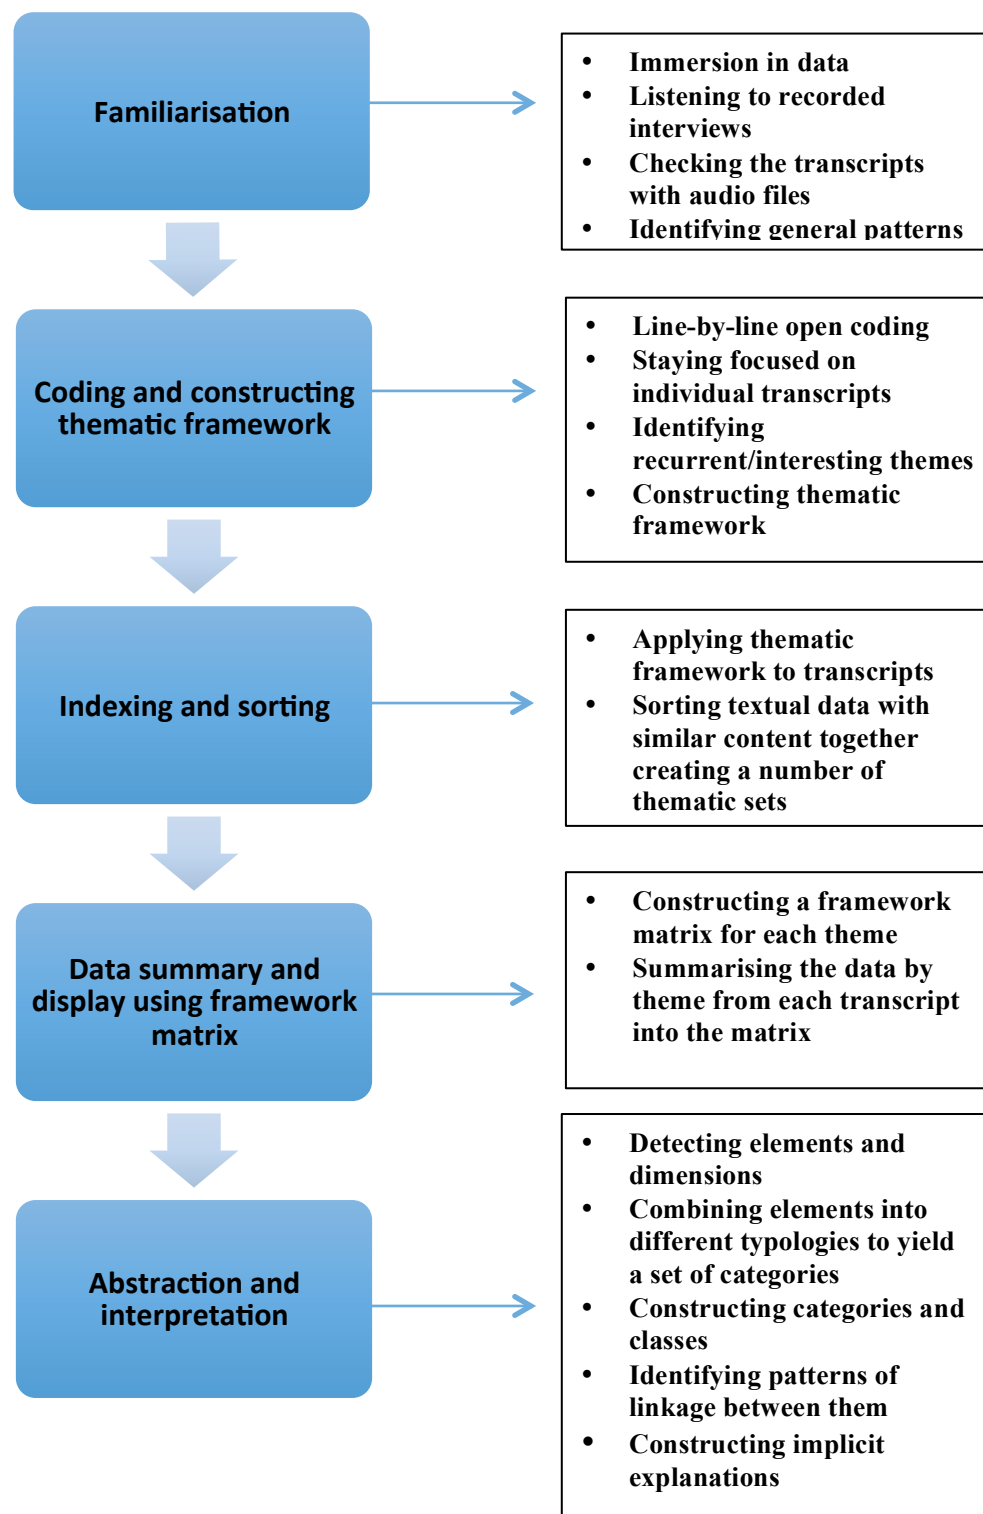 Familiarisation
• Immersion in data
• Listening to recorded
interviews
• Checking the transcripts
with audio files
• Identifying general patterns
Coding and constructing
thematic framework
• Line-by-line open coding
• Staying focused on
individual transcripts
• Identifying
recurrent/interesting themes
• Constructing thematic
framework
Indexing and sorting
• Applying thematic
framework to transcripts
• Sorting textual data with
similar content together
creating a number of
thematic sets
Data summary and
display using framework
matrix
• Constructing a framework
matrix for each theme
• Summarising the data by
theme from each transcript
into the matrix
Abstraction and
interpretation
• Detecting elements and
dimensions
• Combining elements into
different typologies to yield
a set of categories
• Constructing categories and
classes
• Identifying patterns of
linkage between them
• Constructing implicit
explanations